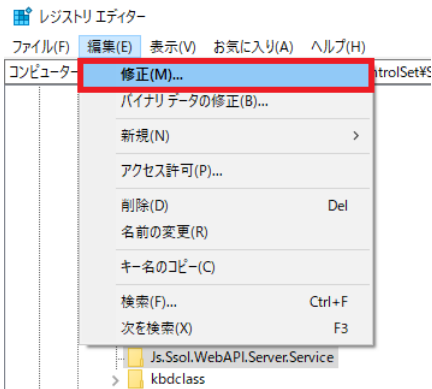 レジストリ エディター
ファイル(F) 編集(E) 表示(V) お気に入り(A) ヘルプ(H)
コンピューター trolSet¥S
修正(M)...
バイナリ データの修正(B)...
新規(N) >
アクセス許可(P)...
削除(D) Del
名前の変更(R)
キー名のコピー(C)
検索(F)... Ctrl+F
次を検索(X) F3
Js.Ssol.WebAPI.Server.Service
kbdclass